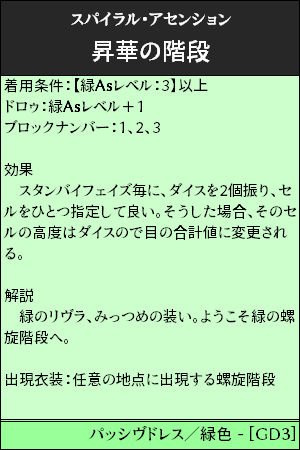 スパイラル・アセンション
昇華の階段
着用条件：【緑Asレベル：3】以上
ドロゥ：緑Asレベル＋1
ブロックナンバー：1、2、3
効果
　スタンバイフェイズ毎に、ダイスを2個振り、セ
ルをひとつ指定して良い。そうした場合、そのセ
ルの高度はダイスので目の合計値に変更され
る。
解説
　緑のリヴラ、みっつめの装い。ようこそ緑の螺
旋階段へ。
出現衣装：任意の地点に出現する螺旋階段
パッシヴドレス／緑色 - [GD3]